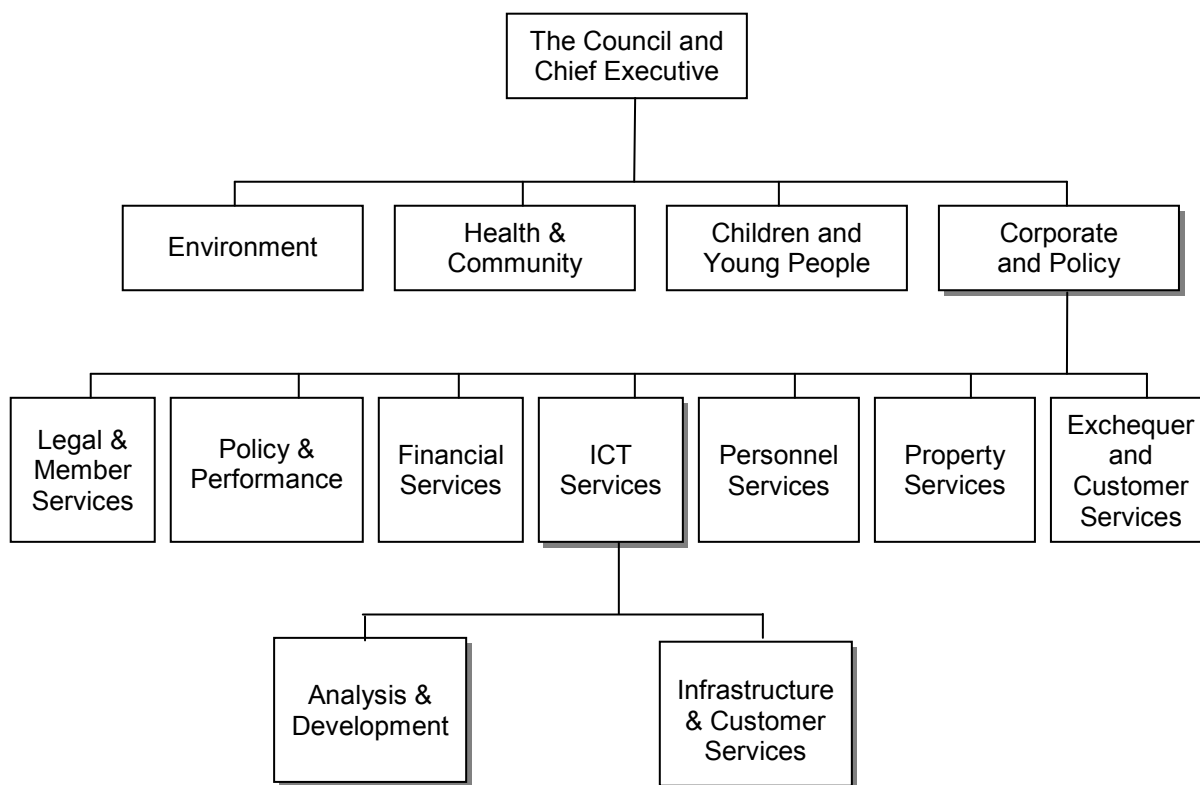 The Council and
Chief Executive
Environment
Health &
Community
Children and
Young People
Corporate
and Policy
Legal &
Member
Services
Policy &
Performance
Financial
Services
ICT
Services
Personnel
Services
Property
Services
Exchequer
and
Customer
Services
Analysis &
Development
Infrastructure
& Customer
Services